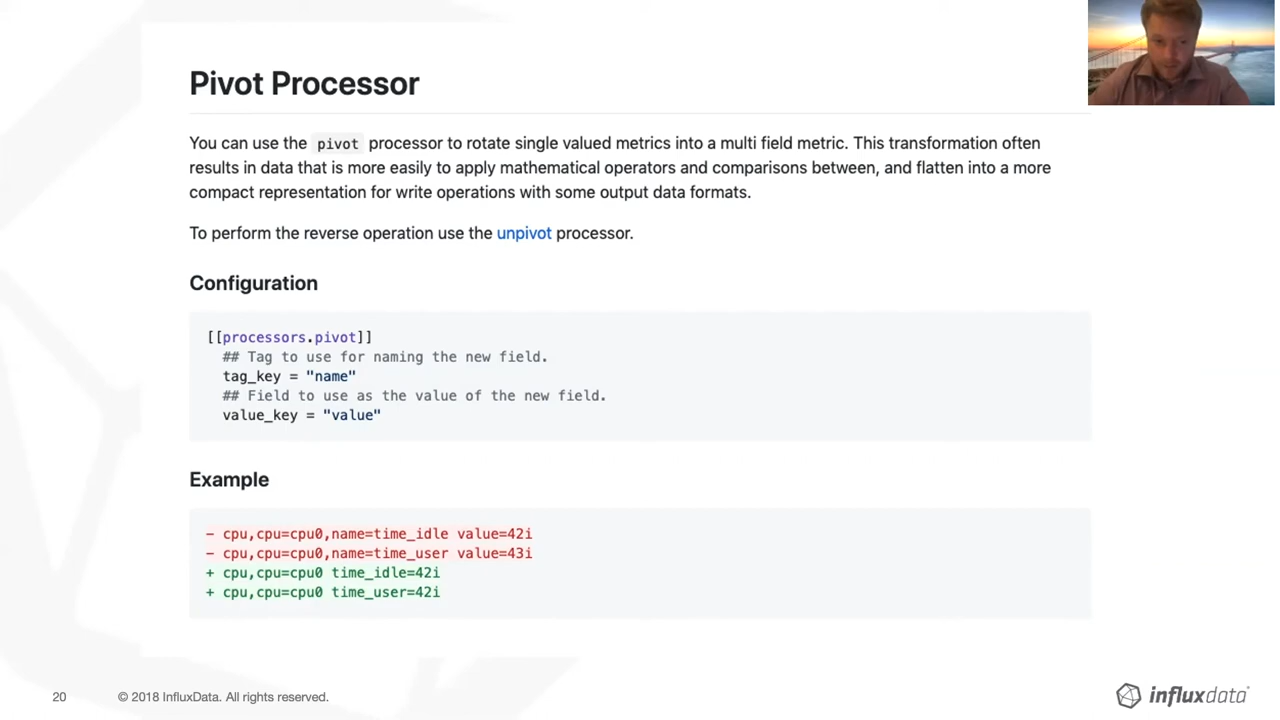 Pivot Processor
You can use the pivot processor to rotate single valued metrics into a multi field metric. This transformation often
results in data that is more easily to apply mathematical operators and comparisons between, and flatten into a more
compact representation for write operations with some output data formats.
To perform the reverse operation use the unpivot processor.
Configuration
[[processors.pivot]]
## Tag to use for naming the new field.
tag_key = "name"
## Field to use as the value of the new field.
value_key = "value"
Example
- cpu,cpu=cpu0,name=time_idle value=42i
- cpu,cpu=cpu0,name=time_user value=43i
+ cpu,cpu=cpu0 time_idle=42i
+ cpu,cpu=cpu0 time_user=42i
20 © 2018 InfluxData. All rights reserved.
influxdata